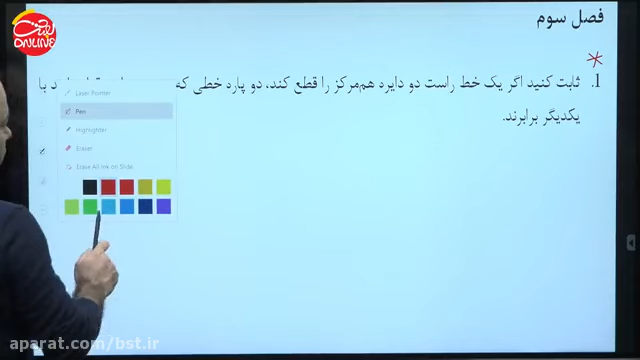 فصل سوم
1. ثابت کنید اگر یک خط راست دو دایره هم‌مرکز را قطع کند، دو پاره خطی که
یکدیگر برابرند.
Laser Pointer
Pen
Highlighter
Eraser
Erase All Ink on Slide
ONLINE
aparat.com/bst.ir